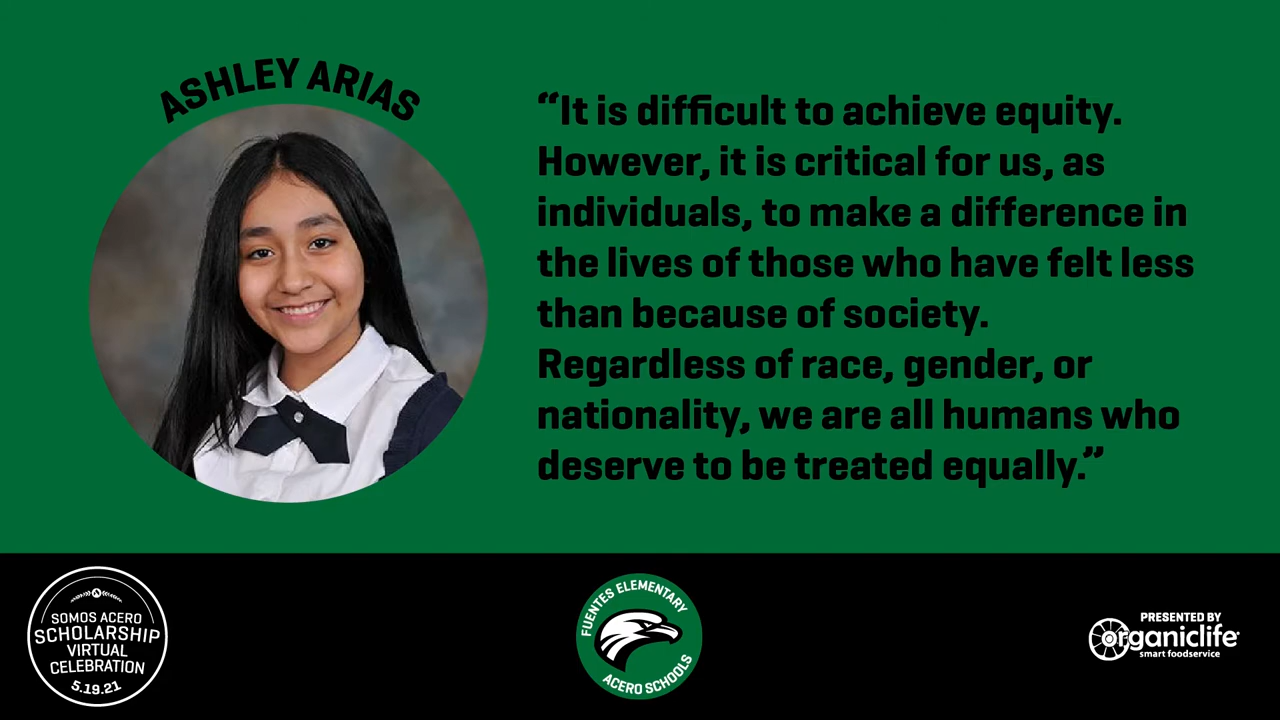 ASHLEY ARIAS
“It is difficult to achieve equity.
However, it is critical for us, as
individuals, to make a difference in
the lives of those who have felt less
than because of society.
Regardless of race, gender, or
nationality, we are all humans who
deserve to be treated equally.”
SOMOS ACERO
SCHOLARSHIP
VIRTUAL
CELEBRATION
5.19.21
FUENTES ELEMENTARY
ACERO SCHOOLS
PRESENTED BY
Organiclife
smart foodservice